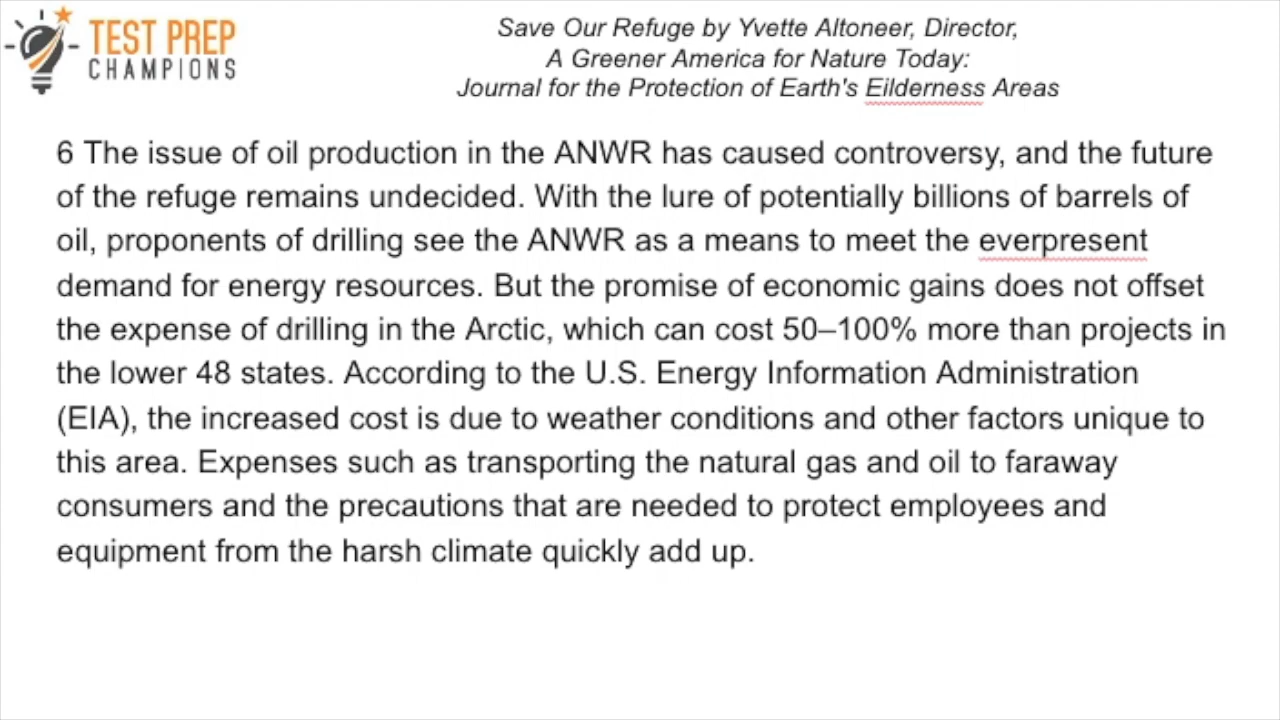 TEST PREP
CHAMPIONS
Save Our Refuge by Yvette Altoneer, Director,
A Greener America for Nature Today:
Journal for the Protection of Earth's Eilderness Areas
6 The issue of oil production in the ANWR has caused controversy, and the future
of the refuge remains undecided. With the lure of potentially billions of barrels of
oil, proponents of drilling see the ANWR as a means to meet the everpresent
demand for energy resources. But the promise of economic gains does not offset
the expense of drilling in the Arctic, which can cost 50–100% more than projects in
the lower 48 states. According to the U.S. Energy Information Administration
(EIA), the increased cost is due to weather conditions and other factors unique to
this area. Expenses such as transporting the natural gas and oil to faraway
consumers and the precautions that are needed to protect employees and
equipment from the harsh climate quickly add up.